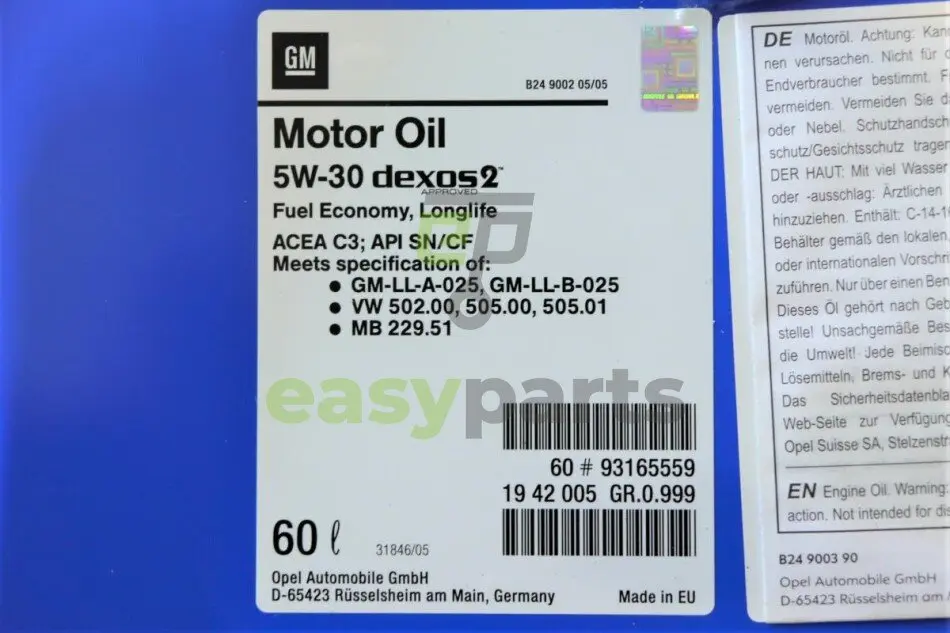 GM
B24 9002 05/05
Motor Oil
5W-30 dexos2™
APPROVED
Fuel Economy, Longlife
ACEA C3; API SN/CF
Meets specification of:
● GM-LL-A-025, GM-LL-B-025
● VW 502.00, 505.00, 505.01
● MB 229.51
easyparts
60 # 93165559
19 42 005 GR.0.999
60 ℓ
31846/05
Opel Automobile GmbH
D-65423 Rüsselsheim am Main, Germany
Made in EU
DE Motoröl. Achtung:
nen verursachen. Nicht für
Endverbraucher bestimmt.
vermeiden. Vermeiden Sie
oder Nebel. Schutzhandsch
schutz/Gesichtsschutz tragen
DER HAUT: Mit viel Wasser
oder -ausschlag: Ärztlichen
hinzuziehen. Enthält: C-14-16
Behälter gemäß den lokalen,
oder internationalen Vorschri
zuführen. Nur über einen Ben
Dieses Öl gehört nach Geb
stelle! Unsachgemäße Bes
die Umwelt! Jede Beimisc
Lösemitteln, Brems- und K
Das Sicherheitsdatenbla
Web-Seite zur Verfügung
Opel Suisse SA, Stelzenstr
EN Engine Oil. Warning:
action. Not intended for dis
B24 9003 90
Opel Automobile GmbH
D-65423 Rüsselsheim am